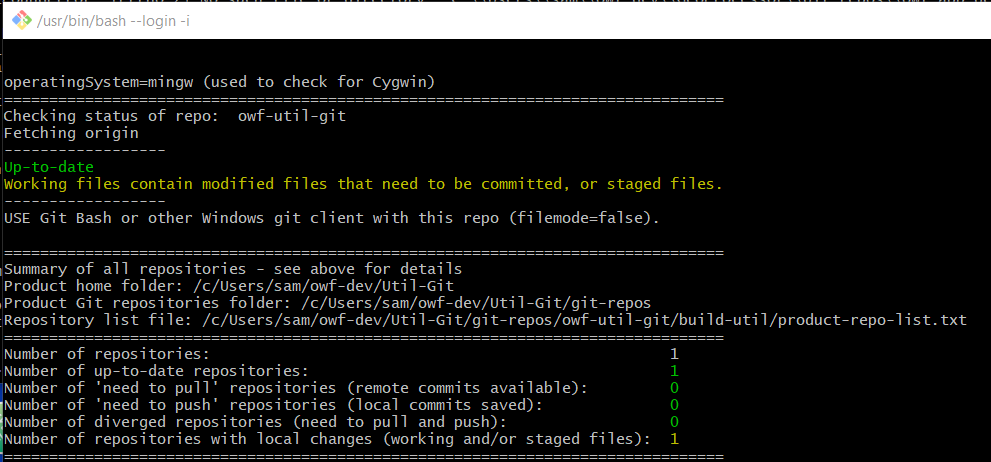 /usr/bin/bash --login -i
operatingSystem=mingw (used to check for Cygwin)
================================================================================
Checking status of repo:  owf-util-git
Fetching origin
------------------
Up-to-date
Working files contain modified files that need to be committed, or staged files.
------------------
USE Git Bash or other Windows git client with this repo (filemode=false).
================================================================================
Summary of all repositories - see above for details
Product home folder: /c/Users/sam/owf-dev/Util-Git
Product Git repositories folder: /c/Users/sam/owf-dev/Util-Git/git-repos
Repository list file: /c/Users/sam/owf-dev/Util-Git/git-repos/owf-util-git/build-util/product-repo-list.txt
================================================================================
Number of repositories:                                                   1
Number of up-to-date repositories:                                        1
Number of 'need to pull' repositories (remote commits available):         0
Number of 'need to push' repositories (local commits saved):              0
Number of diverged repositories (need to pull and push):                  0
Number of repositories with local changes (working and/or staged files):  1
================================================================================